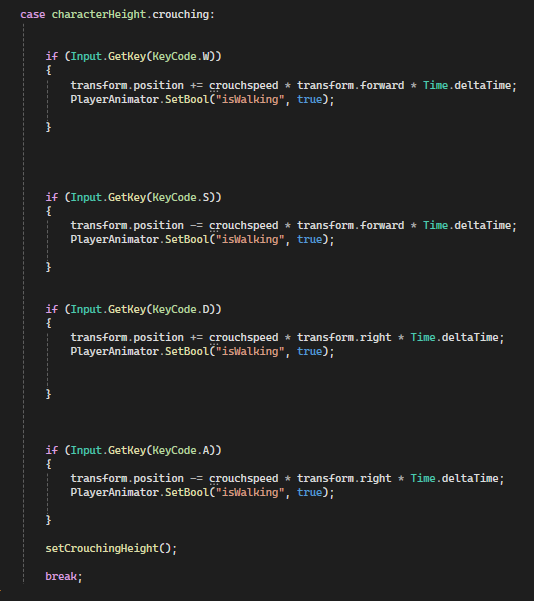 case characterHeight.crouching:
if (Input.GetKey(KeyCode.W))
{
transform.position += crouchspeed * transform.forward * Time.deltaTime;
PlayerAnimator.SetBool("isWalking", true);
}
if (Input.GetKey(KeyCode.S))
{
transform.position -= crouchspeed * transform.forward * Time.deltaTime;
PlayerAnimator.SetBool("isWalking", true);
}
if (Input.GetKey(KeyCode.D))
{
transform.position += crouchspeed * transform.right * Time.deltaTime;
PlayerAnimator.SetBool("isWalking", true);
}
if (Input.GetKey(KeyCode.A))
{
transform.position -= crouchspeed * transform.right * Time.deltaTime;
PlayerAnimator.SetBool("isWalking", true);
}
setCrouchingHeight();
break;